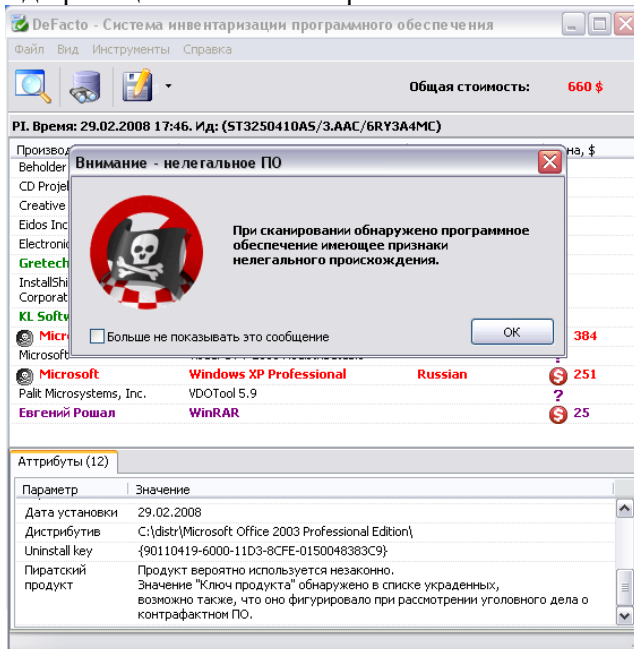 DeFacto - Система инвентаризации программного обеспечения
Файл Вид Инструменты Справка
Общая стоимость: 660 $
PI. Время: 29.02.2008 17:46. Ид: (ST3250410AS/3.AAC/6RY3A4MC)
Внимание - нелегальное ПО
на, $
Beholder
CD Projek
Creative
Eidos Inc
Electronic
Gretech
InstallShi
Corporat
KL Softw
При сканировании обнаружено программное
обеспечение имеющее признаки
нелегального происхождения.
Больше не показывать это сообщение
OK
Micro 384
Microsoft ?
Microsoft Windows XP Professional Russian 251
Palit Microsystems, Inc. VDOTool 5.9 ?
Евгений Рошал WinRAR 25
Аттрибуты (12)
Параметр Значение
Дата установки 29.02.2008
Дистрибутив C:\distr\Microsoft Office 2003 Professional Edition\
Uninstall key {90110419-6000-11D3-8CFE-0150048383C9}
Пиратский Продукт вероятно используется незаконно.
продукт Значение "Ключ продукта" обнаружено в списке украденных,
возможно также, что оно фигурировало при рассмотрении уголовного дела о
контрафактном ПО.